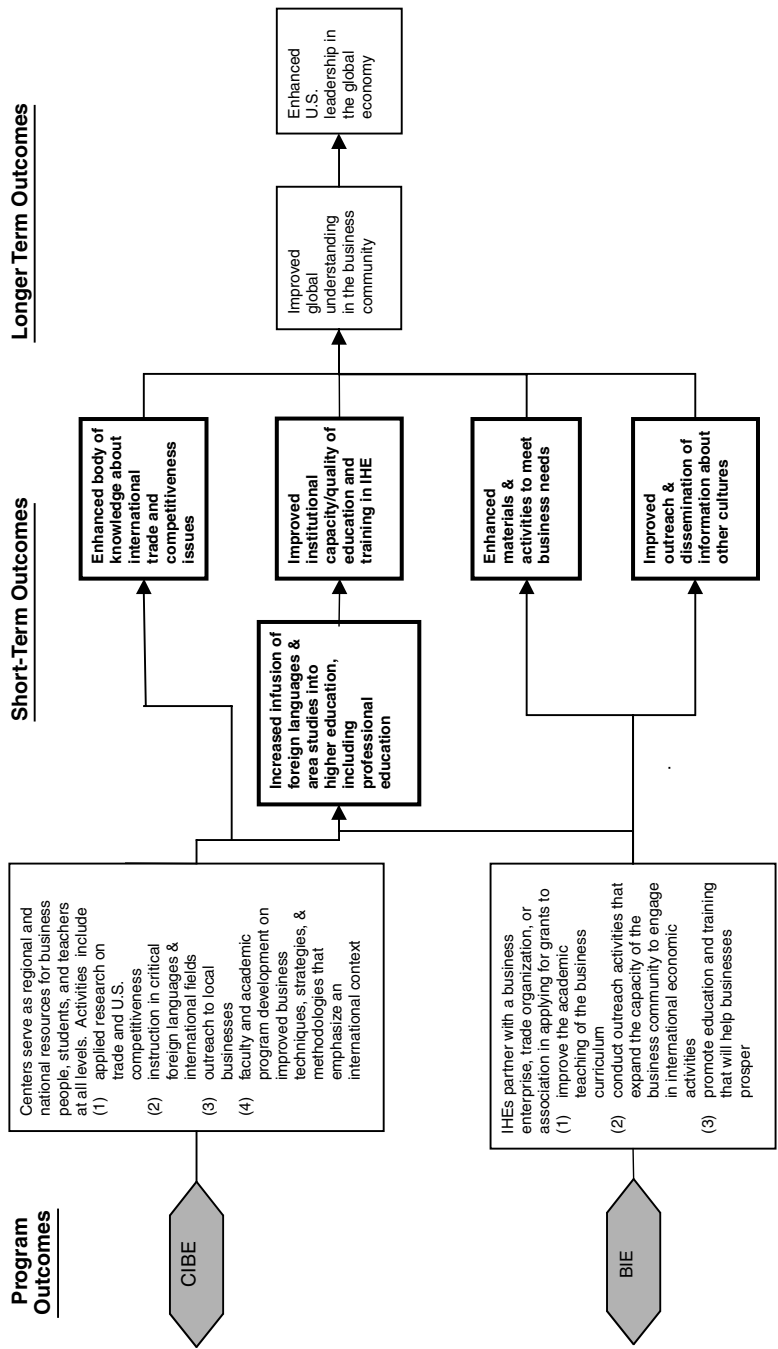 Program
Outcomes
Short-Term Outcomes
Longer Term Outcomes
CIBE
Centers serve as regional and
national resources for business
people, students, and teachers
at all levels. Activities include
(1) applied research on
trade and U.S.
competitiveness
(2) instruction in critical
foreign languages &
international fields
(3) outreach to local
businesses
(4) faculty and academic
program development on
improved business
techniques, strategies, &
methodologies that
emphasize an
international context
BIE
IHEs partner with a business
enterprise, trade organization, or
association in applying for grants to
(1) improve the academic
teaching of the business
curriculum
(2) conduct outreach activities that
expand the capacity of the
business community to engage
in international economic
activities
(3) promote education and training
that will help businesses
prosper
Increased infusion of
foreign languages &
area studies into
higher education,
including
professional
education
Enhanced body of
knowledge about
international
trade and
competitiveness
issues
Improved
institutional
capacity/quality of
education and
training in IHE
Enhanced
materials &
activities to meet
business needs
Improved
outreach &
dissemination of
information about
other cultures
Improved
global
understanding
in the business
community
Enhanced
U.S.
leadership in
the global
economy